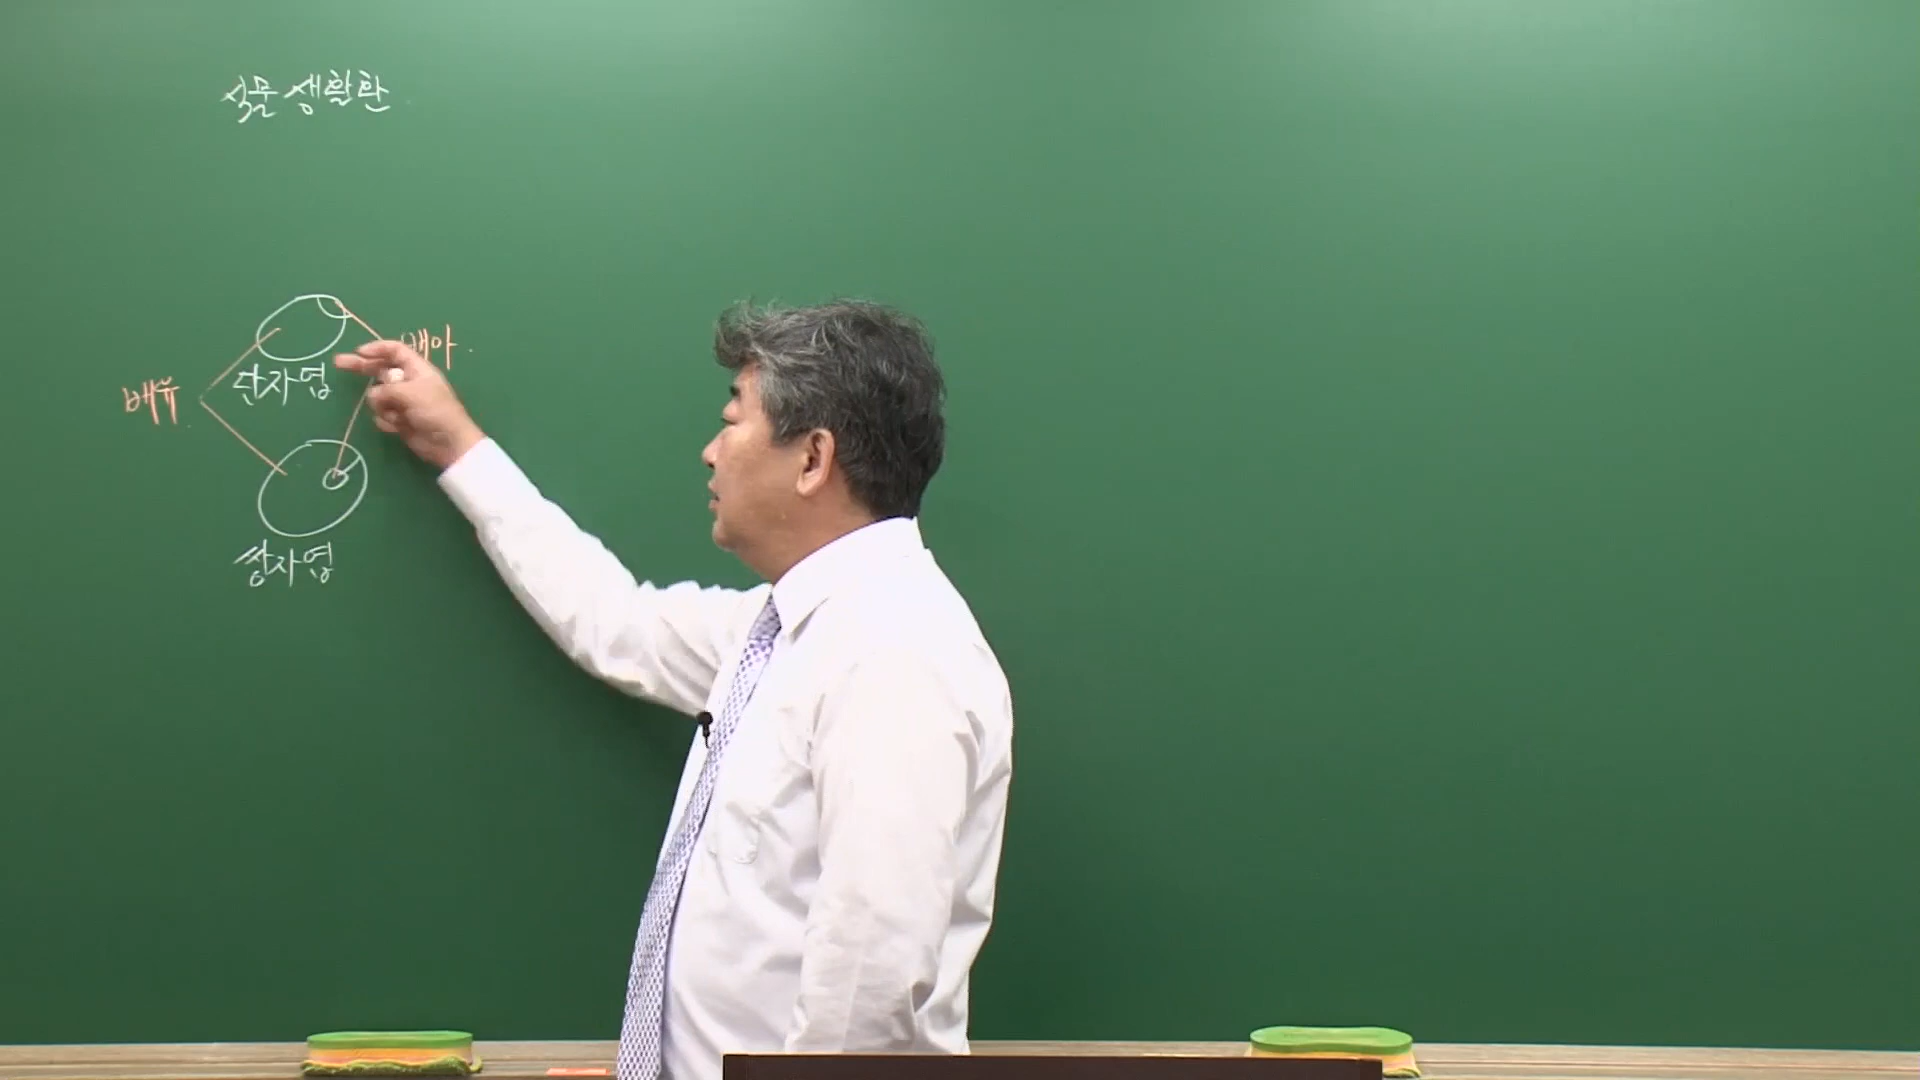 식물 생활환
배아.
단자엽
배유.
쌍자엽